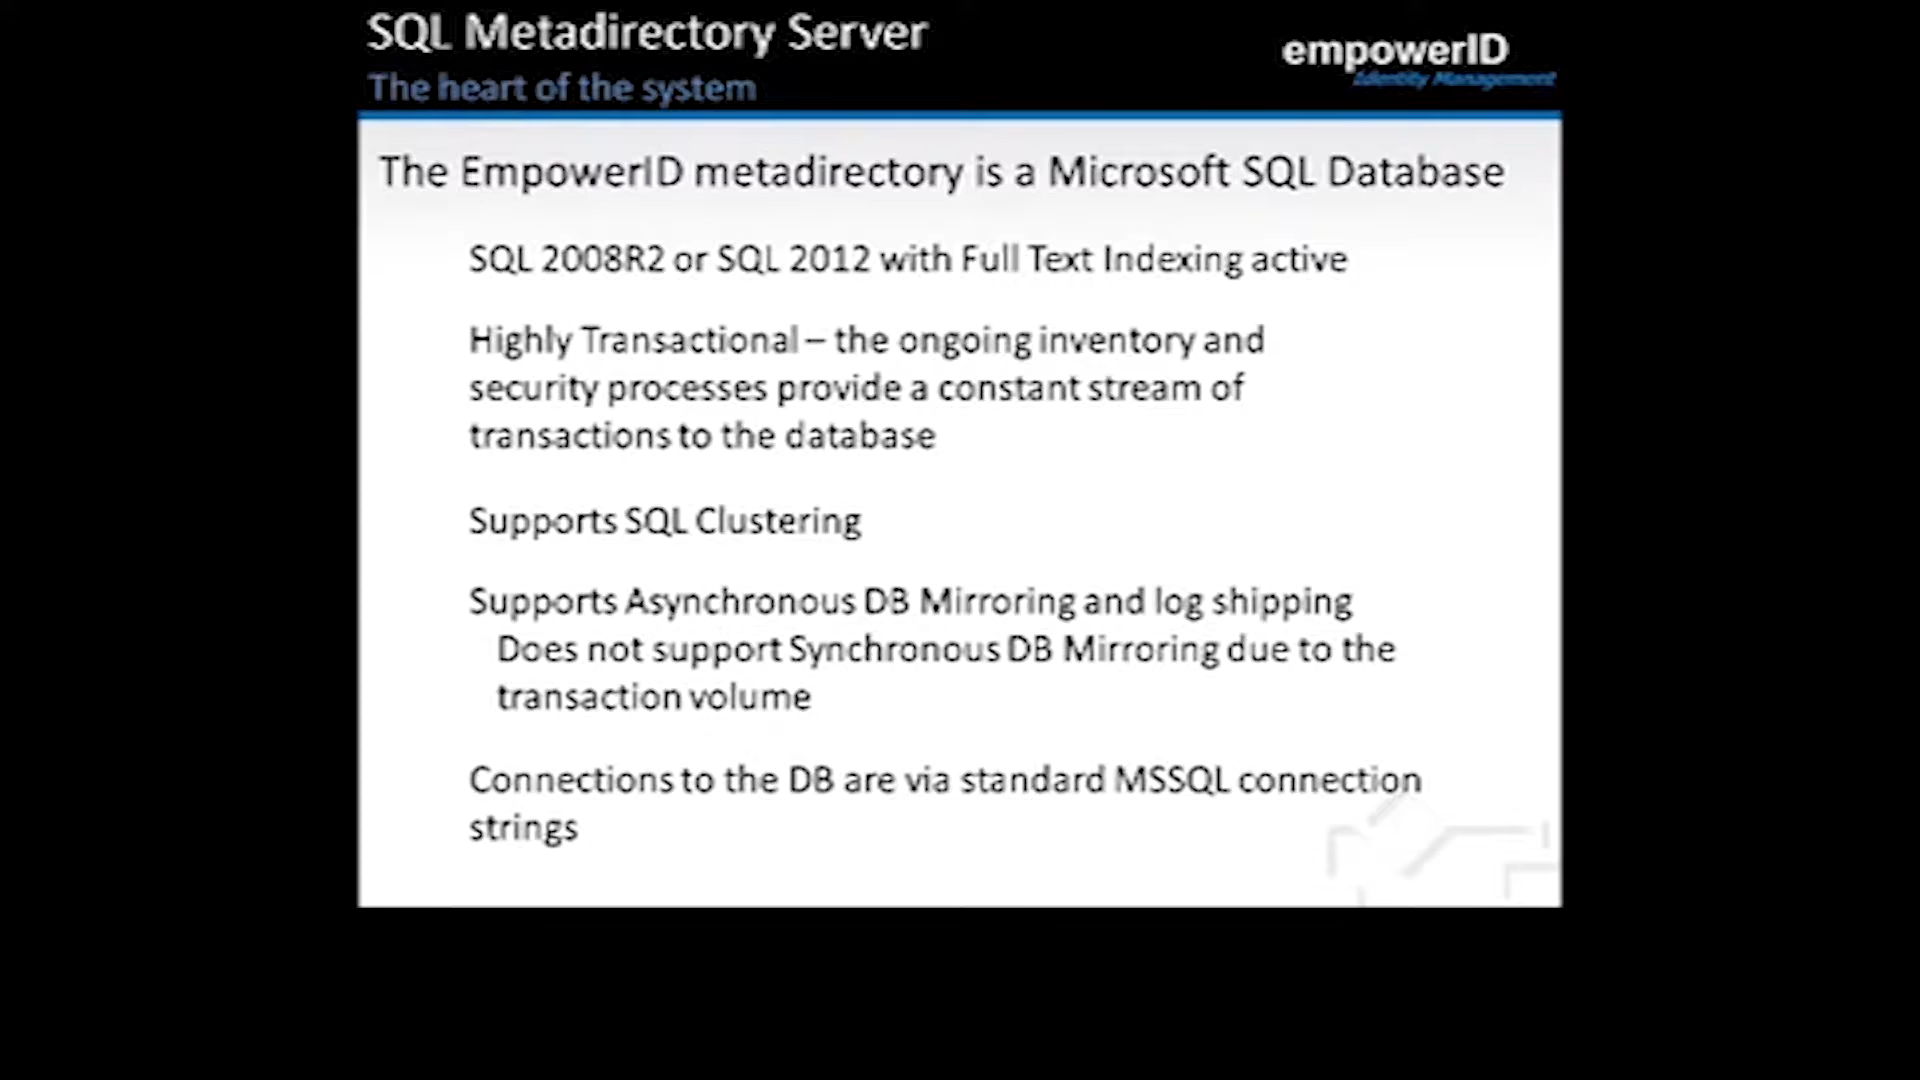 SQL Metadirectory Server
The heart of the system
empowerID
Identity Management
The EmpowerID metadirectory is a Microsoft SQL Database
SQL 2008R2 or SQL 2012 with Full Text Indexing active
Highly Transactional – the ongoing inventory and
security processes provide a constant stream of
transactions to the database
Supports SQL Clustering
Supports Asynchronous DB Mirroring and log shipping
Does not support Synchronous DB Mirroring due to the
transaction volume
Connections to the DB are via standard MSSQL connection
strings